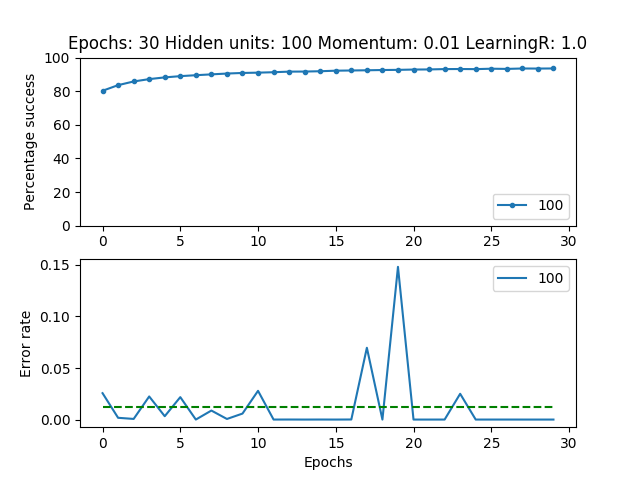 Epochs: 30 Hidden units: 100 Momentum: 0.01 LearningR: 1.0
Percentage success
100
80
60
40
20
0
100
0 5 10 15 20 25 30
Error rate
0.15
0.10
0.05
0.00
100
0 5 10 15 20 25 30
Epochs